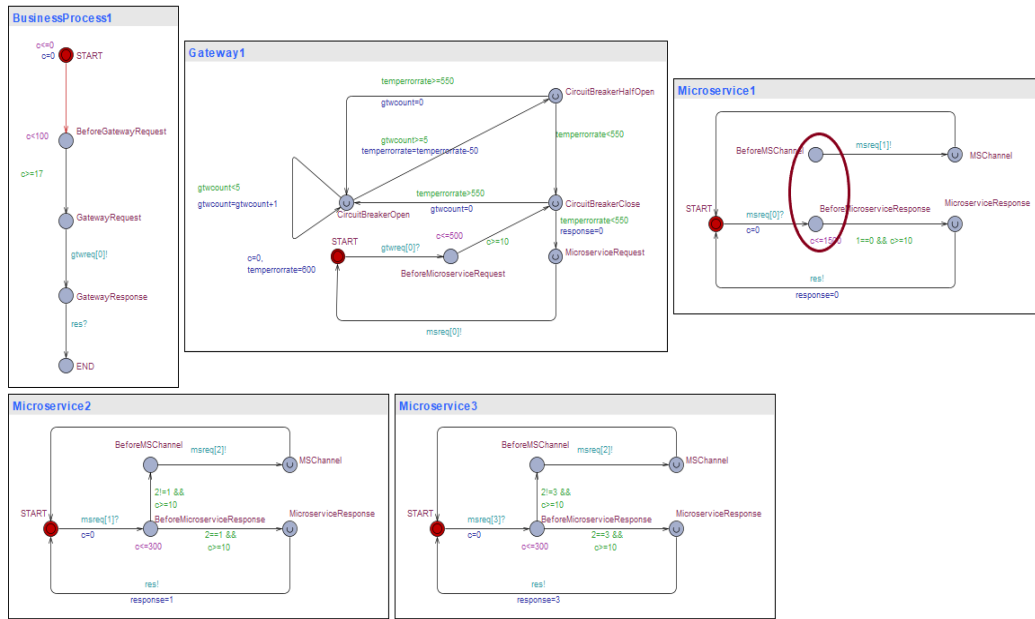 BusinessProcess1
c<=0
c=0
START
c<100
BeforeGatewayRequest
c>=17
GatewayRequest
gtwreq[0]!
GatewayResponse
res?
END
Gateway1
temperrorrate>=550
CircuitBreakerHalfOpen
gtwcount=0
gtwcount>=5
temperrorrate=temperrorrate-50
temperrorrate<550
gtwcount<5
gtwcount=gtwcount+1
temperrorrate>550
CircuitBreakerOpen
gtwcount=0
CircuitBreakerClose
temperrorrate<550
response=0
START
gtwreq[0]?
c<=500
c>=10
MicroserviceRequest
c=0,
temperrorrate=600
BeforeMicroserviceRequest
msreq[0]!
Microservice1
BeforeMSChannel
msreq[1]!
MSChannel
START
msreq[0]?
c=0
BeforeMicroserviceResponse
MicroserviceResponse
c<=1500
1==0 && c>=10
res!
response=0
Microservice2
BeforeMSChannel
msreq[2]!
MSChannel
2!=1 &&
c>=10
START
msreq[1]?
c=0
BeforeMicroserviceResponse
MicroserviceResponse
c<=300
2==1 &&
c>=10
res!
response=1
Microservice3
BeforeMSChannel
msreq[2]!
MSChannel
2!=3 &&
c>=10
START
msreq[3]?
c=0
BeforeMicroserviceResponse
MicroserviceResponse
c<=300
2==3 &&
c>=10
res!
response=3